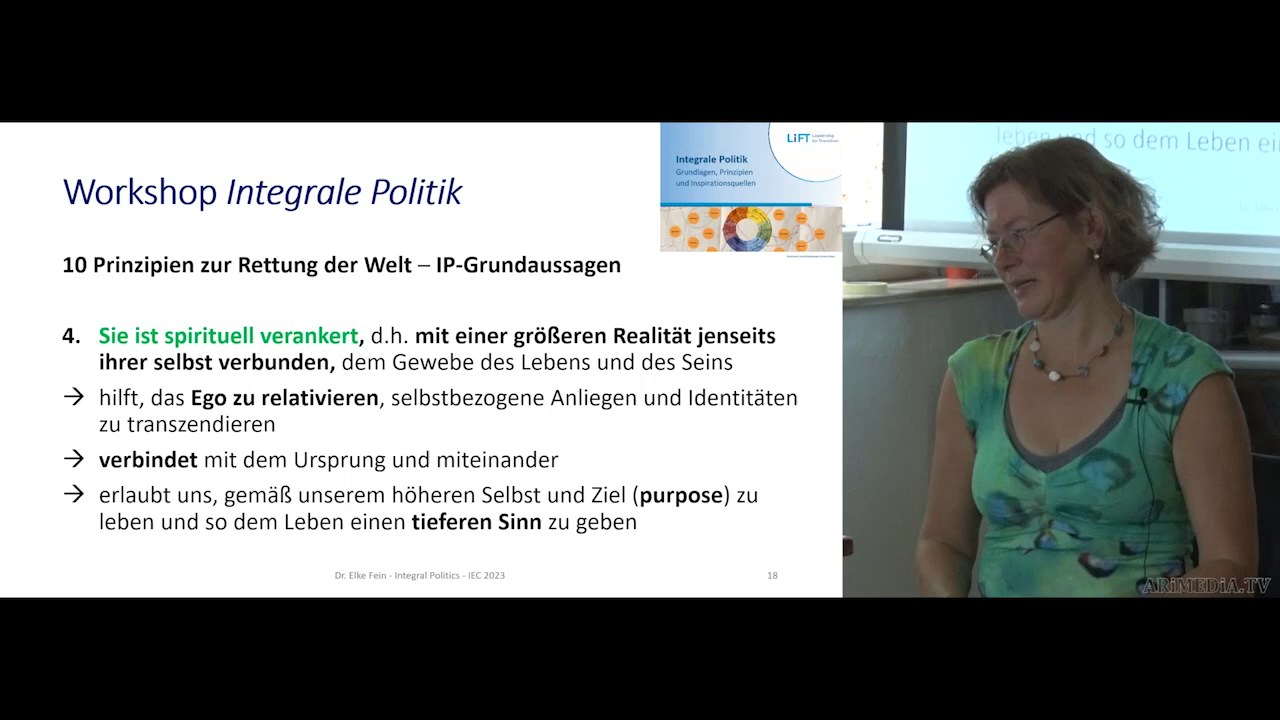 Workshop Integrale Politik
LiFT Leadership
for Transition
Integrale Politik
Grundlagen, Prinzipien
und Inspirationsquellen
10 Prinzipien zur Rettung der Welt – IP-Grundaussagen
4. Sie ist spirituell verankert, d.h. mit einer größeren Realität jenseits
ihrer selbst verbunden, dem Gewebe des Lebens und des Seins
→ hilft, das Ego zu relativieren, selbstbezogene Anliegen und Identitäten
zu transzendieren
→ verbindet mit dem Ursprung und miteinander
→ erlaubt uns, gemäß unserem höheren Selbst und Ziel (purpose) zu
leben und so dem Leben einen tieferen Sinn zu geben
Dr. Elke Fein - Integral Politics - IEC 2023
18
leben und so dem Leben ei
ARiMEDiA.TV